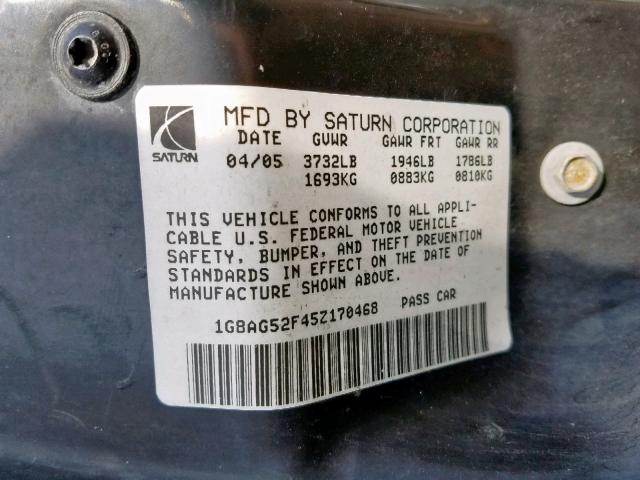 MFD BY SATURN CORPORATION
SATURN
DATE GVWR GAWR FRT GAWR RR
04/05 3732LB 1946LB 1786LB
1693KG 0883KG 0810KG
THIS VEHICLE CONFORMS TO ALL APPLI-
CABLE U.S. FEDERAL MOTOR VEHICLE
SAFETY, BUMPER, AND THEFT PREVENTION
STANDARDS IN EFFECT ON THE DATE OF
MANUFACTURE SHOWN ABOVE.
1G8AG52F45Z170468 PASS CAR